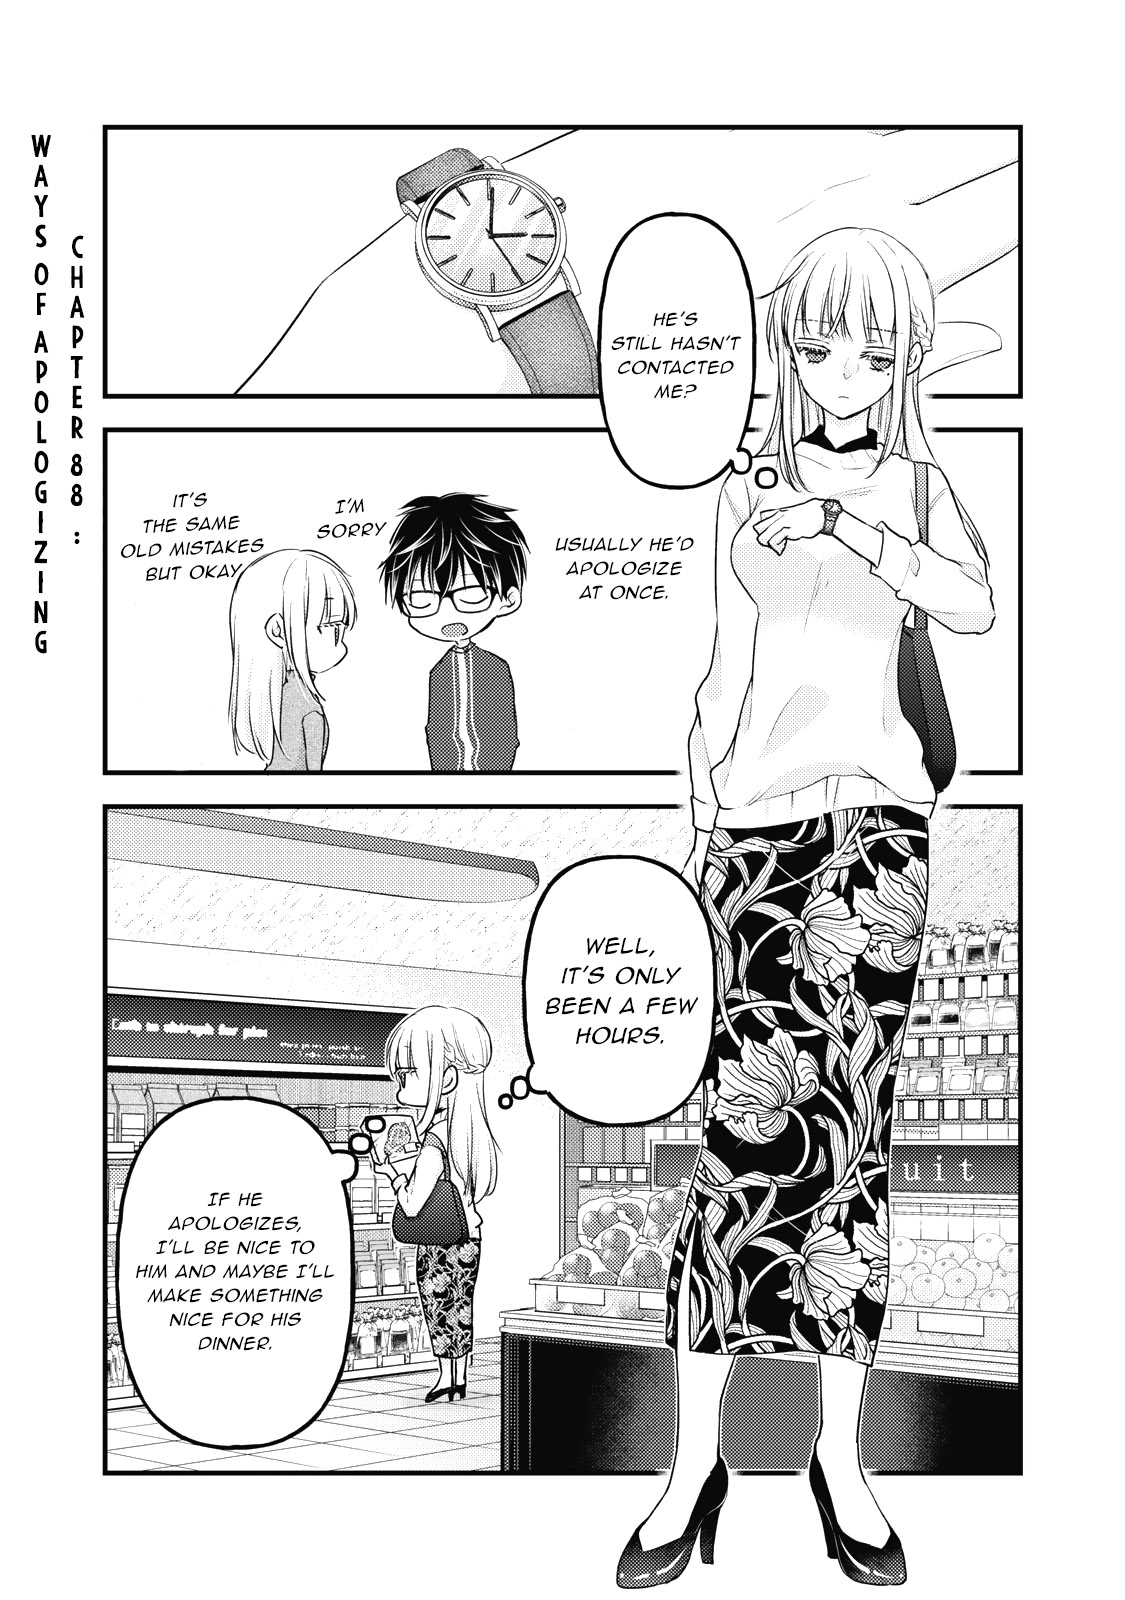 CHAPTER 88 :
WAYS OF APOLOGIZING
HE'S
STILL HASN'T
CONTACTED
ME?
USUALLY HE'D
APOLOGIZE
AT ONCE.
I'M
SORRY
IT'S
THE SAME
OLD MISTAKES
BUT OKAY
WELL,
IT'S ONLY
BEEN A FEW
HOURS.
IF HE
APOLOGIZES,
I'LL BE NICE TO
HIM AND MAYBE I'LL
MAKE SOMETHING
NICE FOR HIS
DINNER.
uit